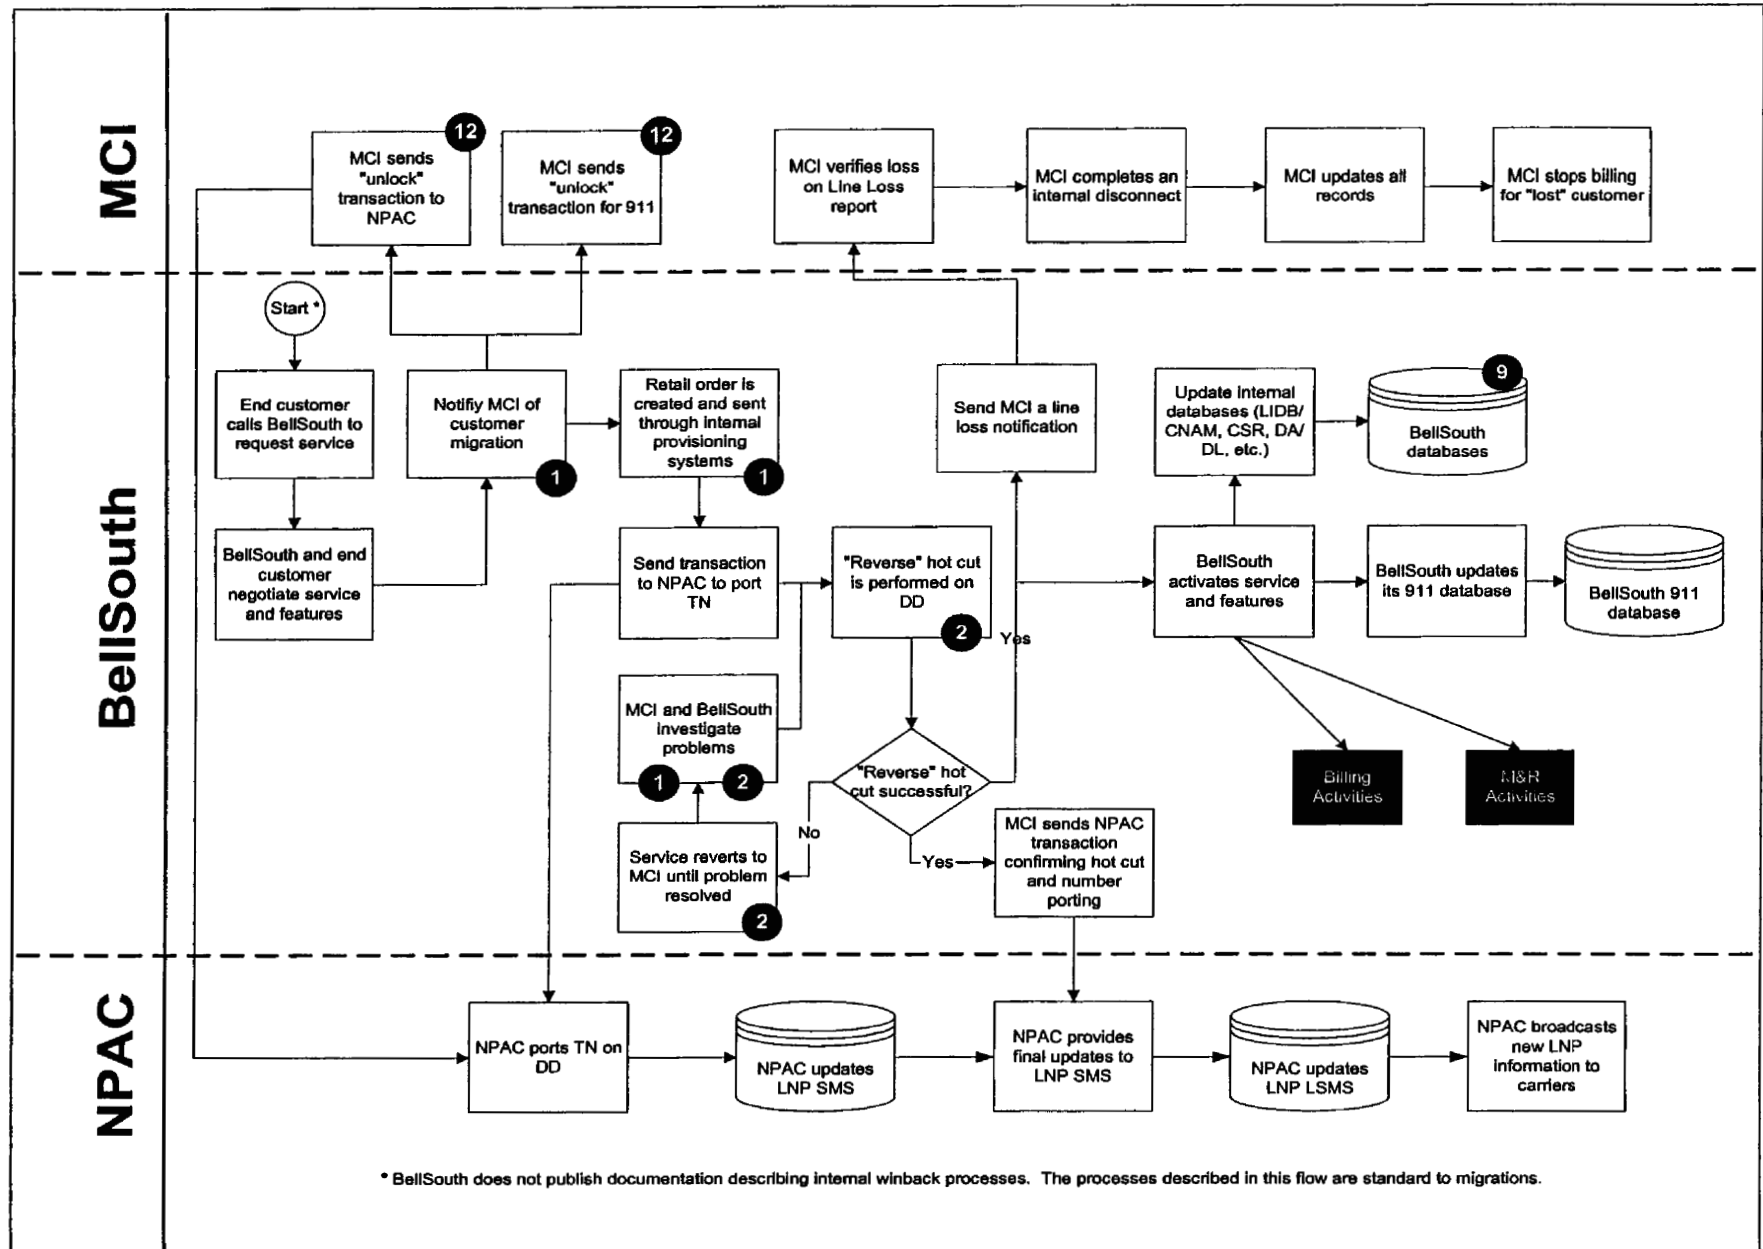 MCI
12
MCI sends
"unlock"
transaction to
NPAC
12
MCI sends
"unlock"
transaction for 911
MCI verifies loss
on Line Loss
report
MCI completes an
internal disconnect
MCI updates all
records
MCI stops billing
for "lost" customer
BellSouth
Start *
End customer
calls BellSouth to
request service
BellSouth and end
customer
negotiate service
and features
Notifiy MCI of
customer
migration
1
Retail order is
created and sent
through internal
provisioning
systems
1
Send transaction
to NPAC to port
TN
"Reverse" hot cut
is performed on
DD
2
MCI and BellSouth
investigate
problems
1
2
Service reverts to
MCI until problem
resolved
2
"Reverse" hot
cut successful?
No
Yes
Yes
MCI sends NPAC
transaction
confirming hot cut
and number
porting
Send MCI a line
loss notification
Update internal
databases (LIDB/
CNAM, CSR, DA/
DL, etc.)
9
BellSouth
databases
BellSouth
activates service
and features
BellSouth updates
its 911 database
BellSouth 911
database
Billing
Activities
M&R
Activities
NPAC
NPAC ports TN on
DD
NPAC updates
LNP SMS
NPAC provides
final updates to
LNP SMS
NPAC updates
LNP LSMS
NPAC broadcasts
new LNP
information to
carriers
* BellSouth does not publish documentation describing internal winback processes. The processes described in this flow are standard to migrations.